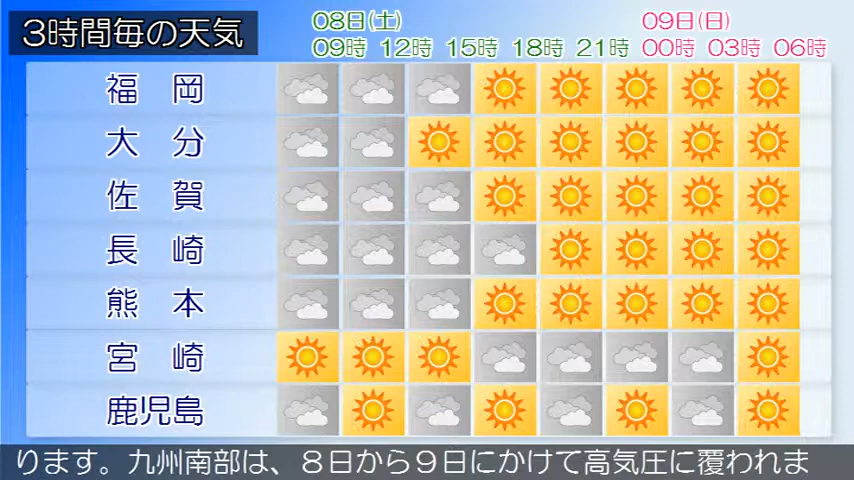 3時間毎の天気
08日(土) 09日(日)
09時 12時 15時 18時 21時 00時 03時 06時
福岡
大分
佐賀
長崎
熊本
宮崎
鹿児島
ります。九州南部は、８日から９日にかけて高気圧に覆われま